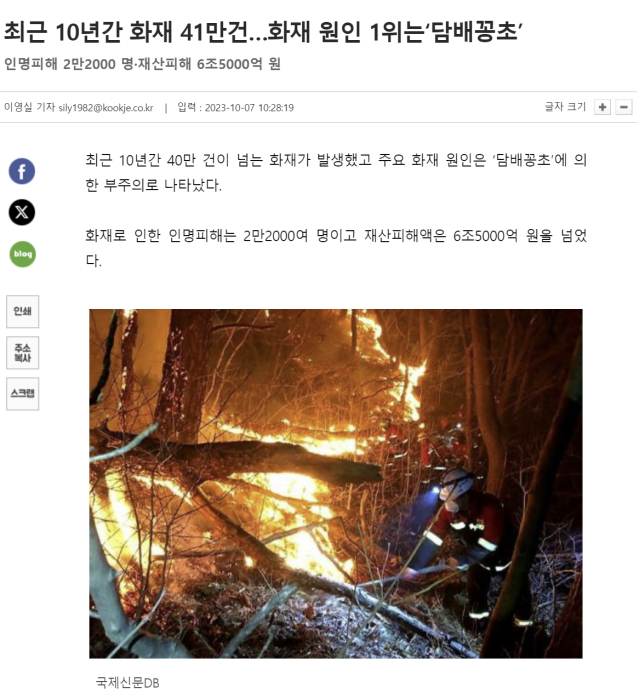 최근 10년간 화재 41만건…화재 원인 1위는‘담배꽁초’
인명피해 2만2000 명·재산피해 6조5000억 원
이영실 기자 sily1982@kookje.co.kr | 입력 : 2023-10-07 10:28:19
글자 크기
최근 10년간 40만 건이 넘는 화재가 발생했고 주요 화재 원인은 ‘담배꽁초’에 의
한 부주의로 나타났다.
화재로 인한 인명피해는 2만2000여 명이고 재산피해액은 6조5000억 원을 넘었
다.
f
X
blog
인쇄
주소
복사
스크랩
국제신문DB